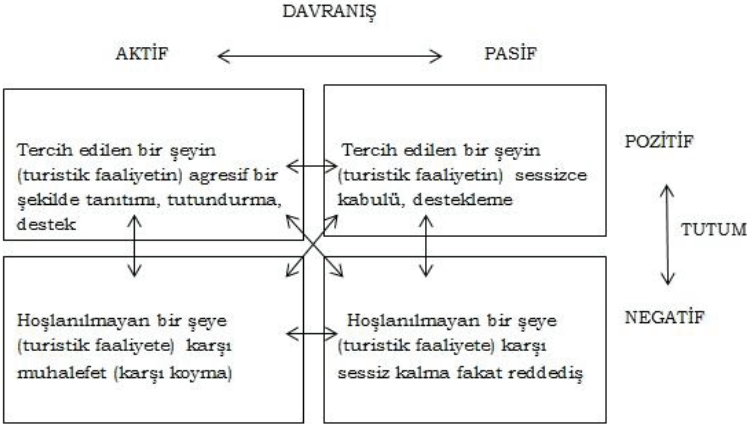 DAVRANIŞ
AKTİF
PASİF
Tercih edilen bir şeyin
(turistik faaliyetin) agresif bir
şekilde tanıtımı, tutundurma,
destek
Tercih edilen bir şeyin
(turistik faaliyetin) sessizce
kabulü, destekleme
POZİTİF
TUTUM
Hoşlanılmayan bir şeye
(turistik faaliyete) karşı
muhalefet (karşı koyma)
Hoşlanılmayan bir şeye
(turistik faaliyete) karşı
sessiz kalma fakat reddediş
NEGATİF